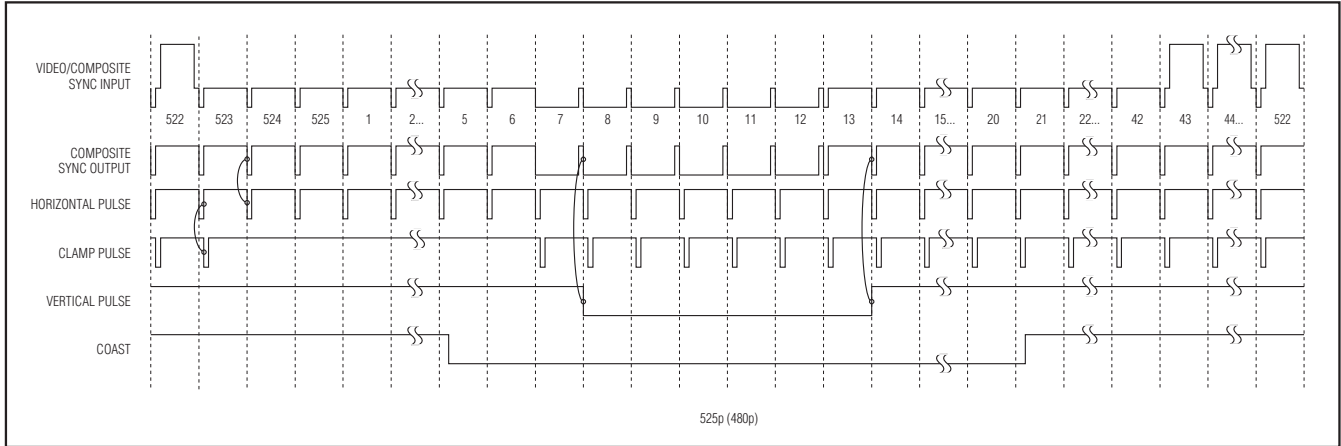 VIDEO/COMPOSITE
SYNC INPUT
522 523 524 525 1 2... 5 6 7 8 9 10 11 12 13 14 15... 20 21 22... 42 43 44... 522
COMPOSITE
SYNC OUTPUT
HORIZONTAL PULSE
CLAMP PULSE
VERTICAL PULSE
COAST
525p (480p)